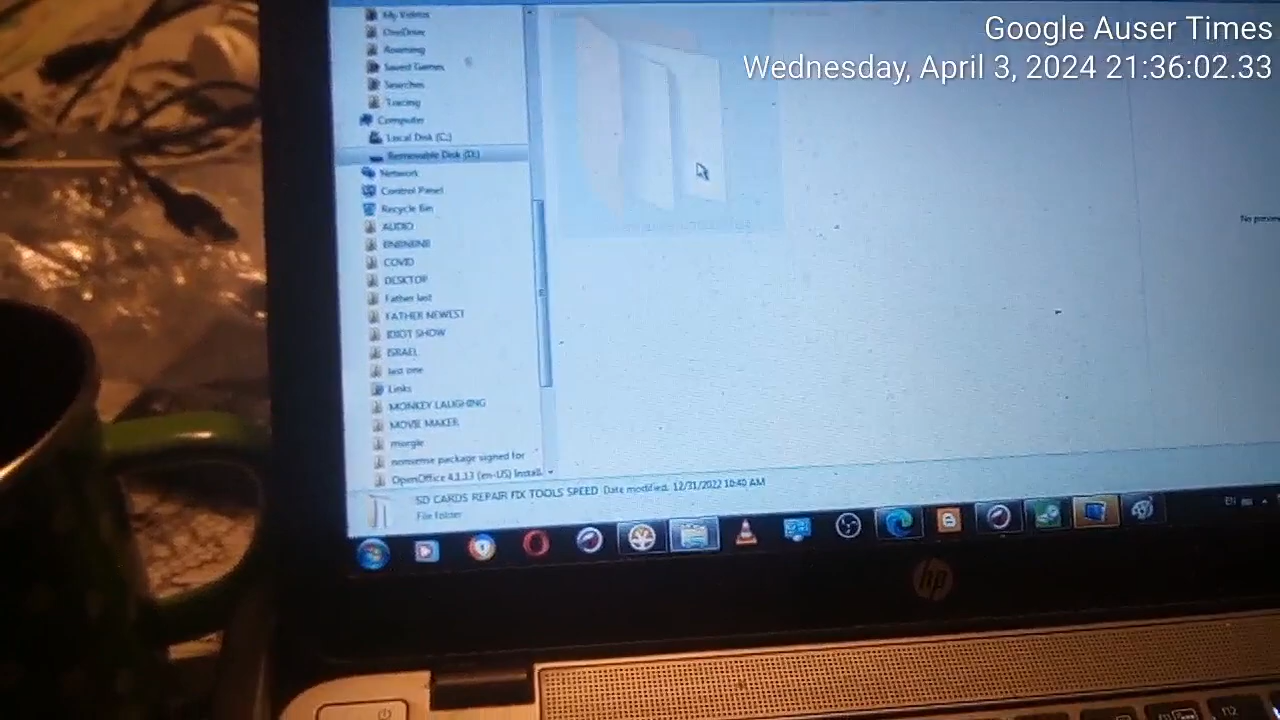 Google Auser Times
Wednesday, April 3, 2024 21:36:02.33
My Videos
OneDrive
Roaming
Saved Games
Searches
Tracing
Computer
Local Disk (C:)
Removable Disk (D:)
Network
Control Panel
Recycle Bin
AUDIO
COVID
DESKTOP
Father last
FATHER NEWEST
IDIOT SHOW
ISRAEL
last one
Links
MONKEY LAUGHING
MOVIE MAKER
morgle
nonsense package signed for
OpenOffice 4.1.13 (en-US) Install
No preview
SD CARDS REPAIR FIX TOOLS SPEED Date modified: 12/31/2022 10:40 AM
File folder
EN
hp